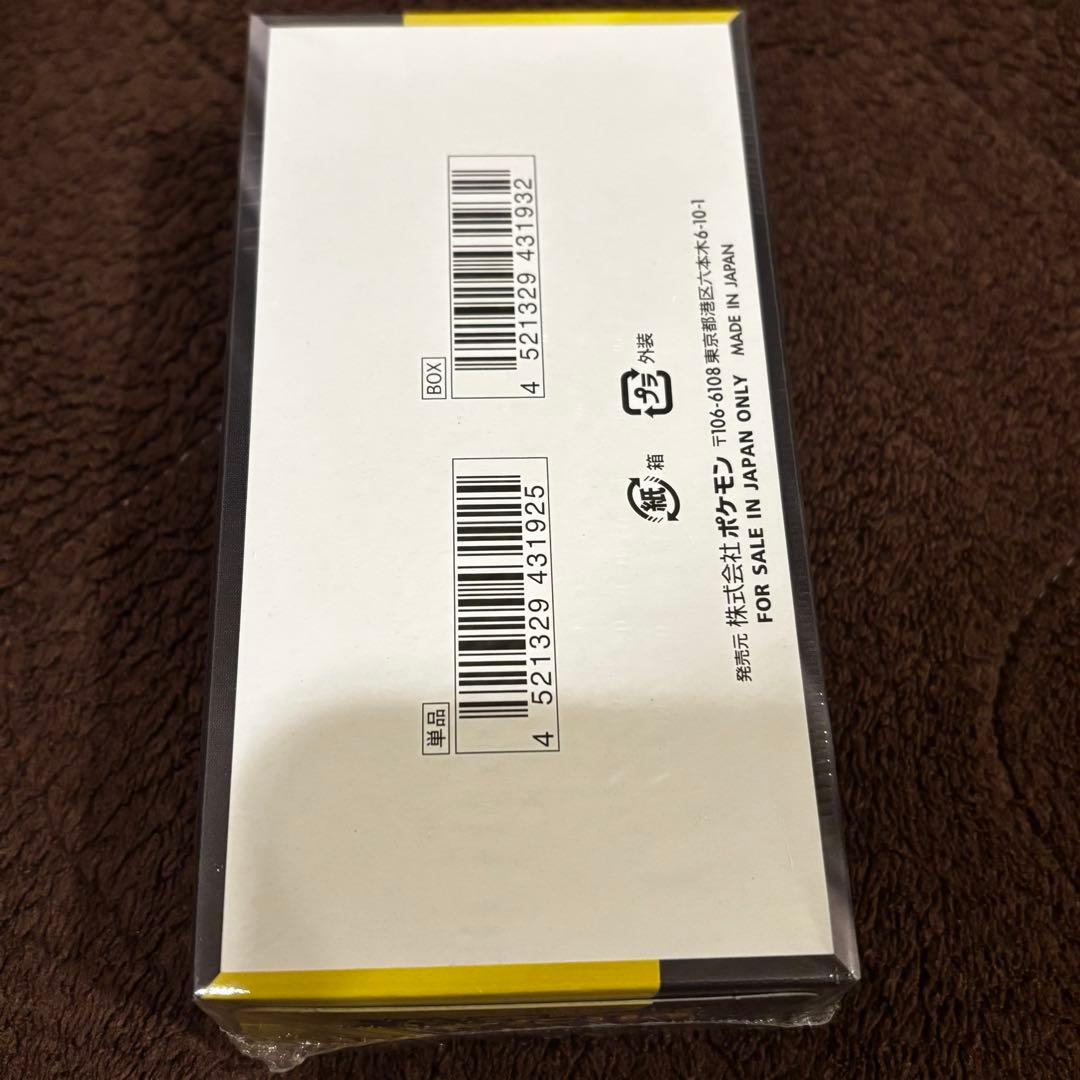 単品
4 521329 431925
BOX
4 521329 431932
紙 箱
プラ 外装
発売元 株式会社ポケモン 〒106-6108 東京都港区六本木6-10-1
FOR SALE IN JAPAN ONLY MADE IN JAPAN